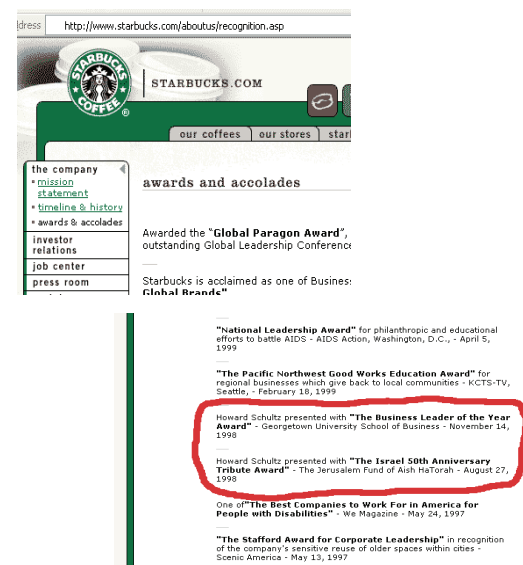 dress http://www.starbucks.com/aboutus/recognition.asp
STARBUCKS
COFFEE
®
STARBUCKS.COM
our coffees our stores star
the company
mission
statement
timeline & history
awards & accolades
investor
relations
job center
press room
awards and accolades
Awarded the "Global Paragon Award",
outstanding Global Leadership Conference
Starbucks is acclaimed as one of Busines
Global Brands"
"National Leadership Award" for philanthropic and educational
efforts to battle AIDS - AIDS Action, Washington, D.C., - April 5,
1999
"The Pacific Northwest Good Works Education Award" for
regional businesses which give back to local communities - KCTS-TV,
Seattle, - February 18, 1999
Howard Schultz presented with "The Business Leader of the Year
Award" - Georgetown University School of Business - November 14,
1998
Howard Schultz presented with "The Israel 50th Anniversary
Tribute Award" - The Jerusalem Fund of Aish HaTorah - August 27,
1998
One of"The Best Companies to Work For in America for
People with Disabilities" - We Magazine - May 24, 1997
"The Stafford Award for Corporate Leadership" in recognition
of the company's sensitive reuse of older spaces within cities -
Scenic America - May 13, 1997